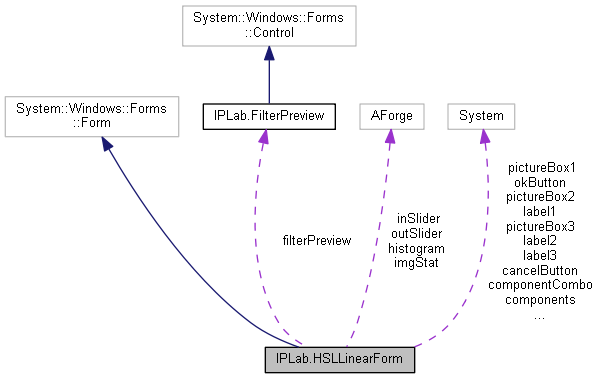 System::Windows::Forms
::Control
System::Windows::Forms
::Form
IPLab.FilterPreview
AForge
System
filterPreview
inSlider
outSlider
histogram
imgStat
pictureBox1
okButton
pictureBox2
label1
pictureBox3
label2
label3
cancelButton
componentCombo
components
...
IPLab.HSLLinearForm